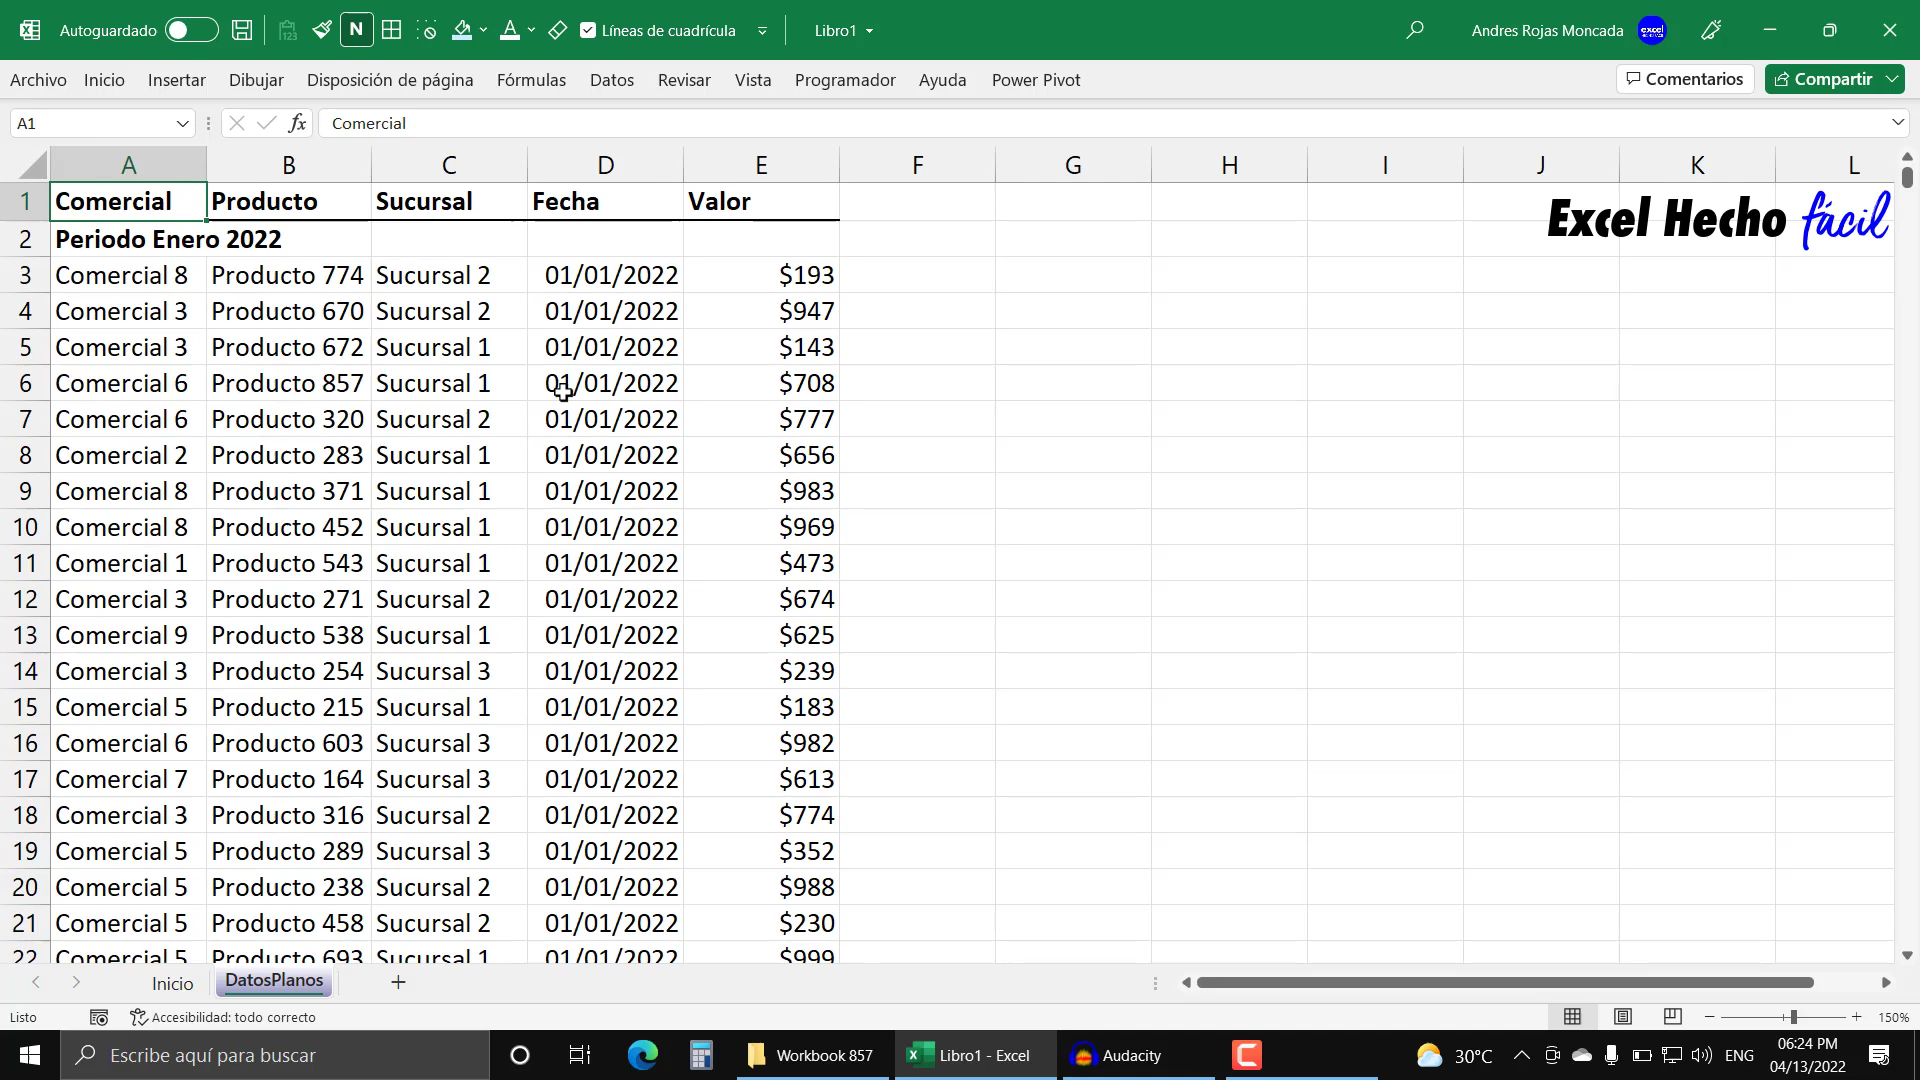 Autoguardado N Líneas de cuadrícula Libro1 Andres Rojas Moncada
Archivo Inicio Insertar Dibujar Disposición de página Fórmulas Datos Revisar Vista Programador Ayuda Power Pivot Comentarios Compartir
A1 fx Comercial
A B C D E F G H I J K L
1 Comercial Producto Sucursal Fecha Valor
Excel Hecho fácil
2 Periodo Enero 2022
3 Comercial 8 Producto 774 Sucursal 2 01/01/2022 $193
4 Comercial 3 Producto 670 Sucursal 2 01/01/2022 $947
5 Comercial 3 Producto 672 Sucursal 1 01/01/2022 $143
6 Comercial 6 Producto 857 Sucursal 1 01/01/2022 $708
7 Comercial 6 Producto 320 Sucursal 2 01/01/2022 $777
8 Comercial 2 Producto 283 Sucursal 1 01/01/2022 $656
9 Comercial 8 Producto 371 Sucursal 1 01/01/2022 $983
10 Comercial 8 Producto 452 Sucursal 1 01/01/2022 $969
11 Comercial 1 Producto 543 Sucursal 1 01/01/2022 $473
12 Comercial 3 Producto 271 Sucursal 2 01/01/2022 $674
13 Comercial 9 Producto 538 Sucursal 1 01/01/2022 $625
14 Comercial 3 Producto 254 Sucursal 3 01/01/2022 $239
15 Comercial 5 Producto 215 Sucursal 1 01/01/2022 $183
16 Comercial 6 Producto 603 Sucursal 3 01/01/2022 $982
17 Comercial 7 Producto 164 Sucursal 3 01/01/2022 $613
18 Comercial 3 Producto 316 Sucursal 2 01/01/2022 $774
19 Comercial 5 Producto 289 Sucursal 3 01/01/2022 $352
20 Comercial 5 Producto 238 Sucursal 2 01/01/2022 $988
21 Comercial 5 Producto 458 Sucursal 2 01/01/2022 $230
22 Comercial 5 Producto 693 Sucursal 1 01/01/2022 $999
Inicio DatosPlanos
Listo Accesibilidad: todo correcto 150%
Escribe aquí para buscar Workbook 857 Libro1 - Excel Audacity 30°C ENG 06:24 PM
04/13/2022